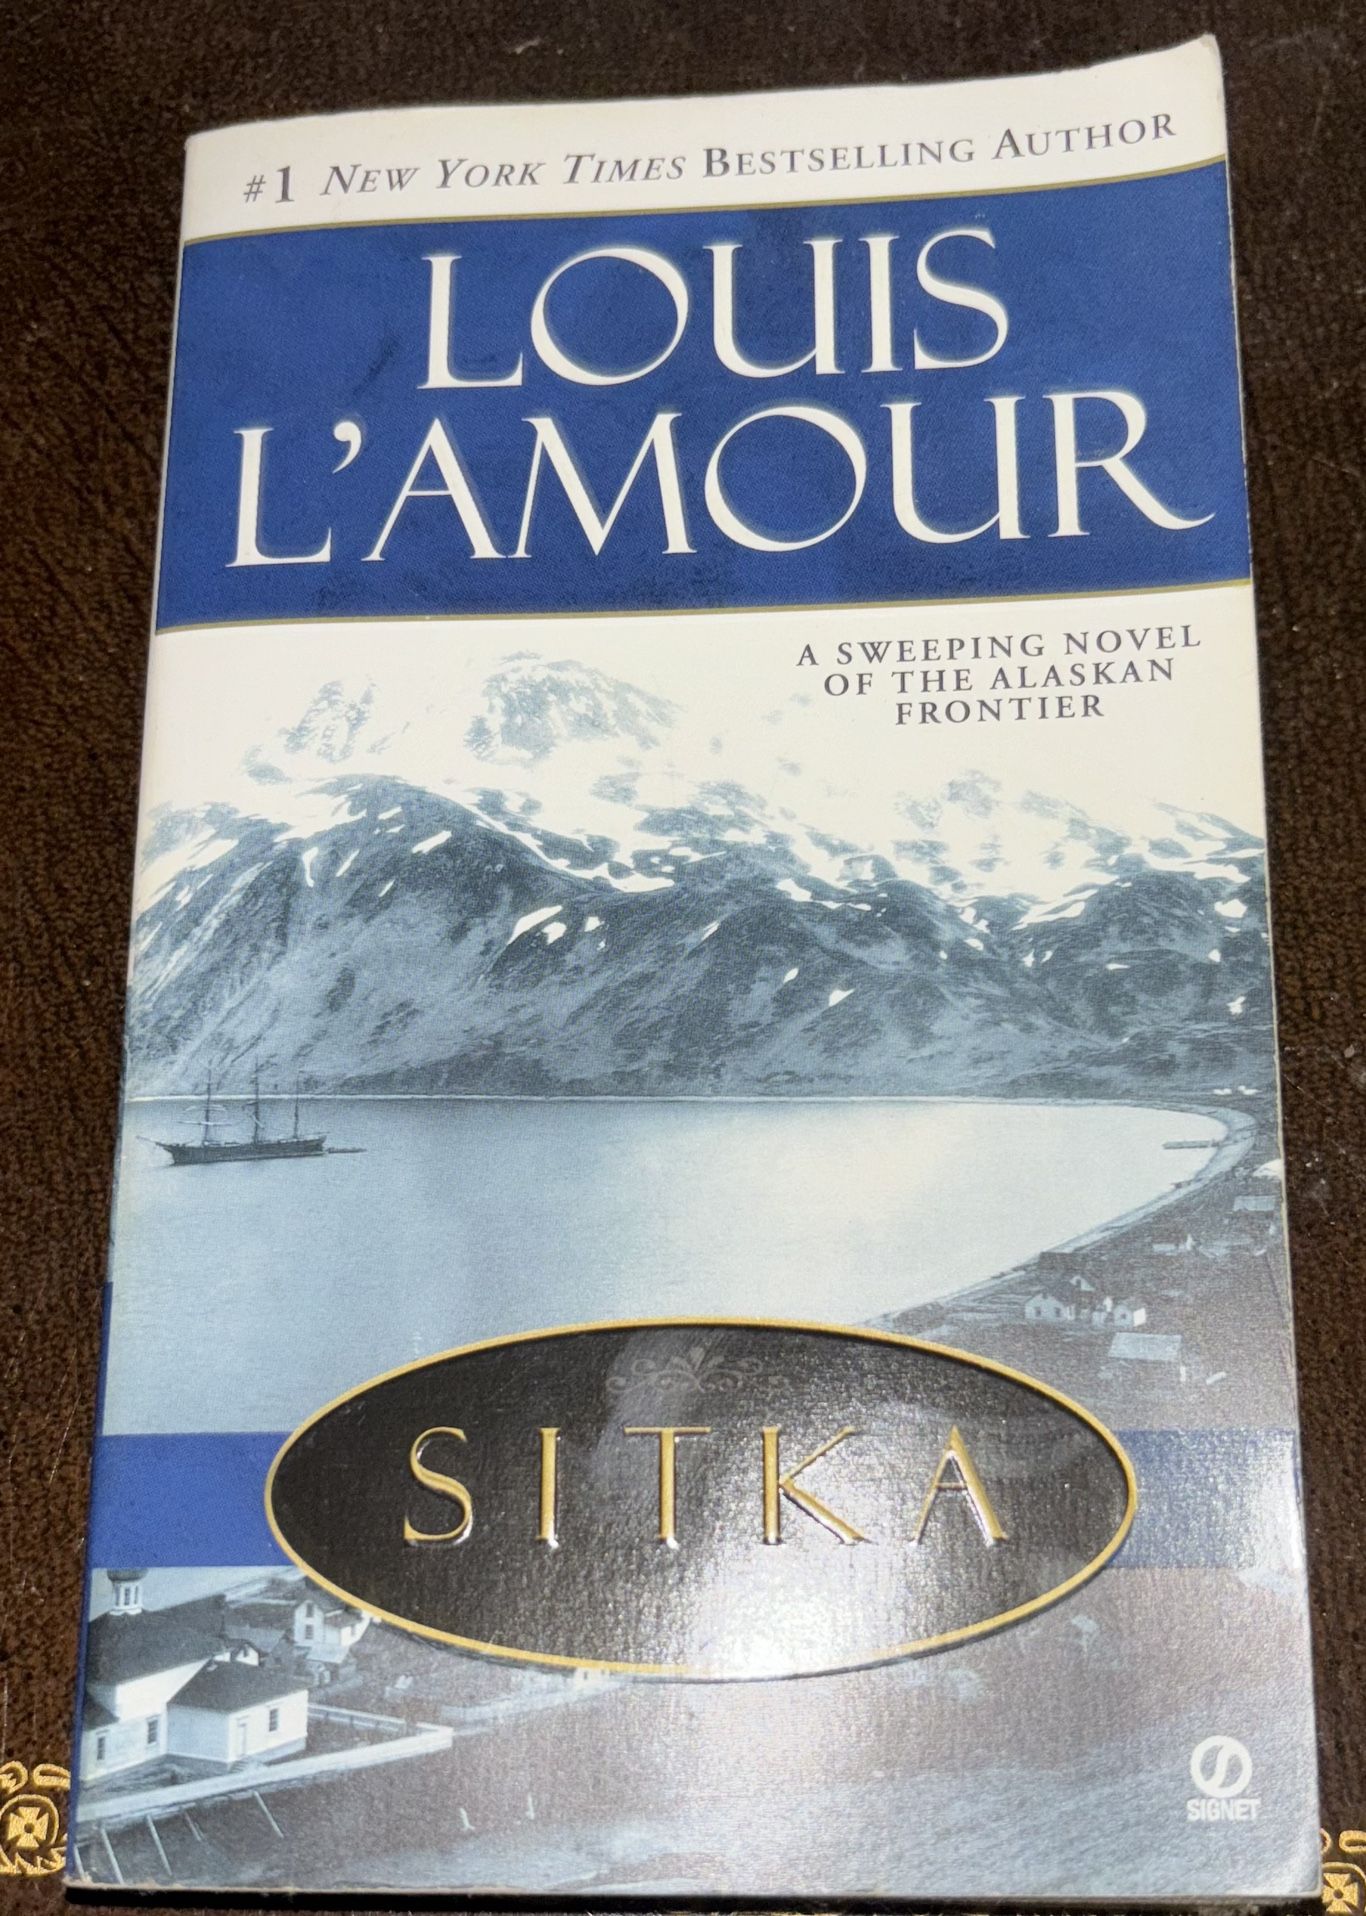 #1 NEW YORK TIMES BESTSELLING AUTHOR
LOUIS
L'AMOUR
A SWEEPING NOVEL
OF THE ALASKAN
FRONTIER
SITKA
SIGNET